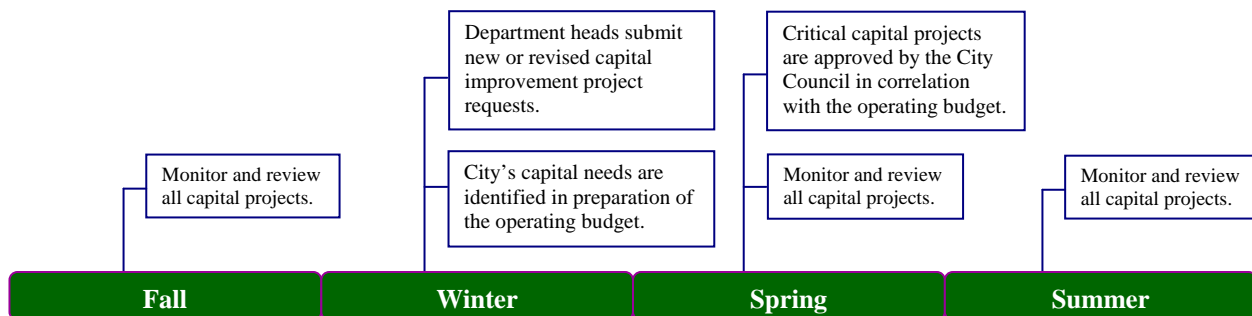 Department heads submit
new or revised capital
improvement project
requests.
Critical capital projects
are approved by the City
Council in correlation
with the operating budget.
Monitor and review
all capital projects.
City’s capital needs are
identified in preparation of
the operating budget.
Monitor and review
all capital projects.
Monitor and review
all capital projects.
Fall
Winter
Spring
Summer